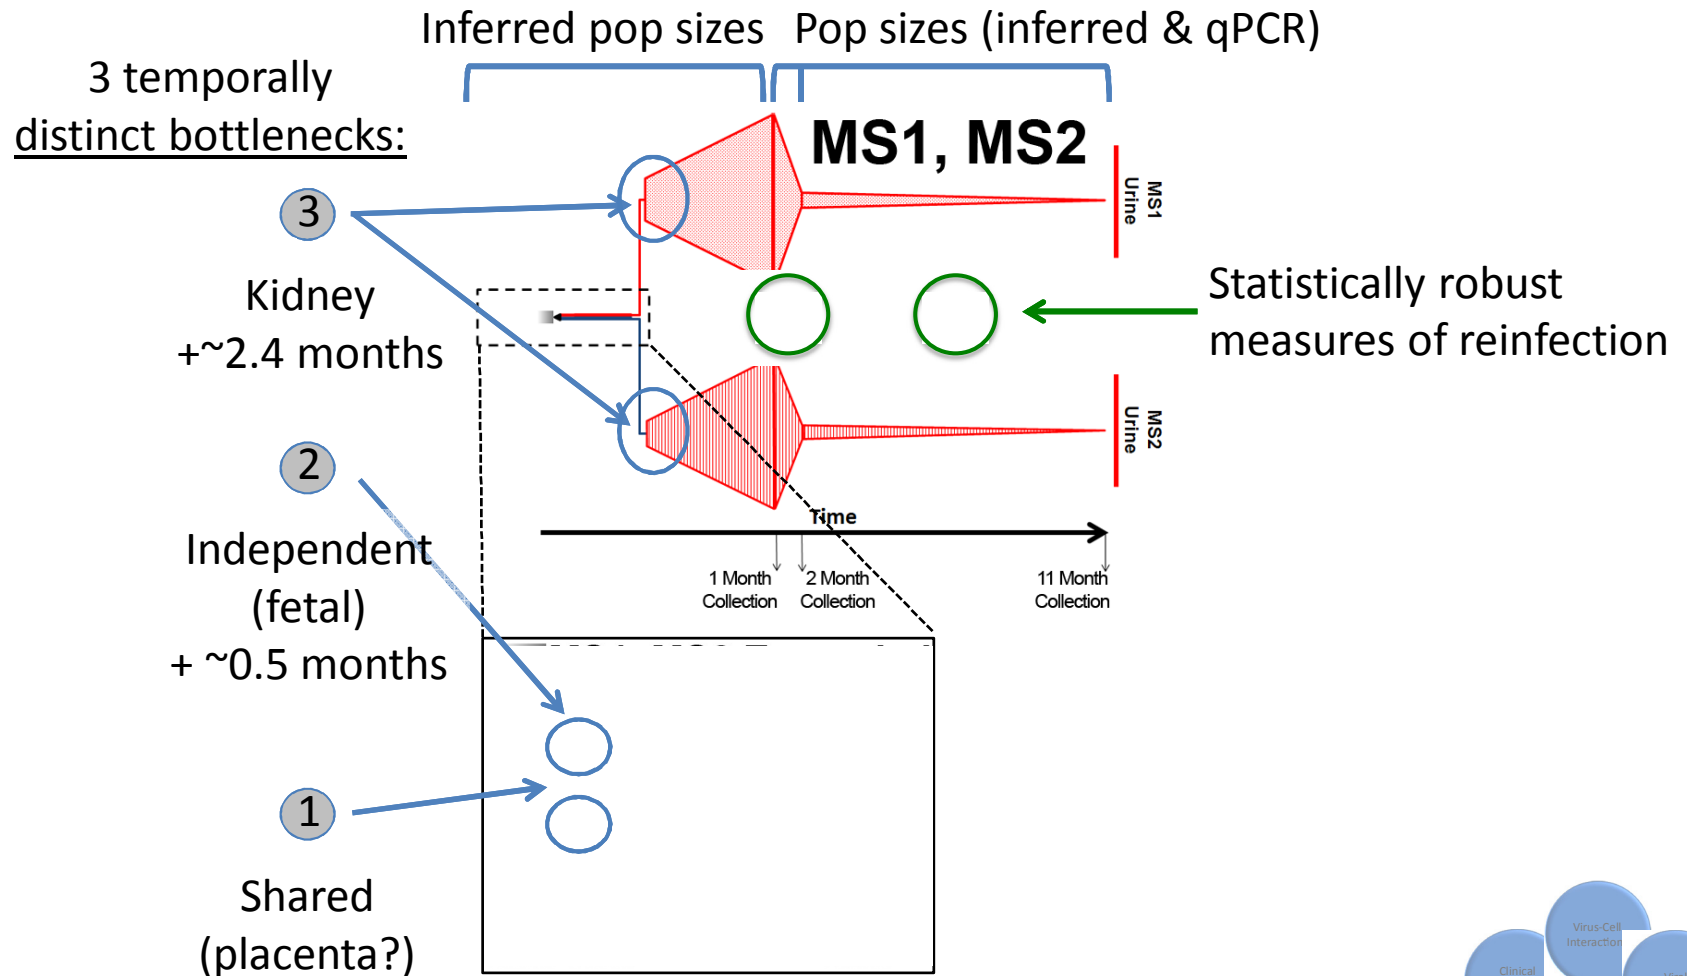 Inferred pop sizes
Pop sizes (inferred & qPCR)
3 temporally
distinct bottlenecks:
MS1, MS2
MS1
Urine
3
Kidney
+~2.4 months
Statistically robust
measures of reinfection
MS2
Urine
2
Independent
(fetal)
+ ~0.5 months
Time
1 Month
Collection
2 Month
Collection
11 Month
Collection
1
Shared
(placenta?)
Virus-Cell
Clinical